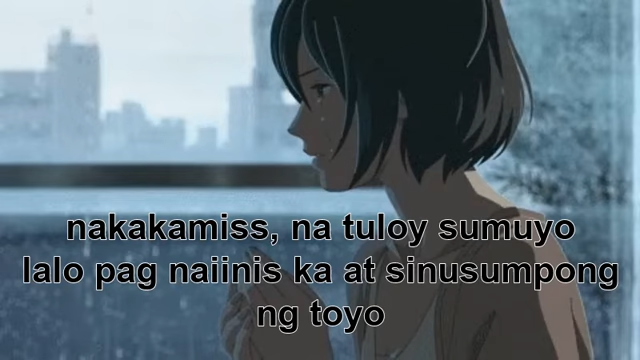 nakakamiss, na tuloy sumuyo
lalo pag naiinis ka at sinusumpong
ng toyo